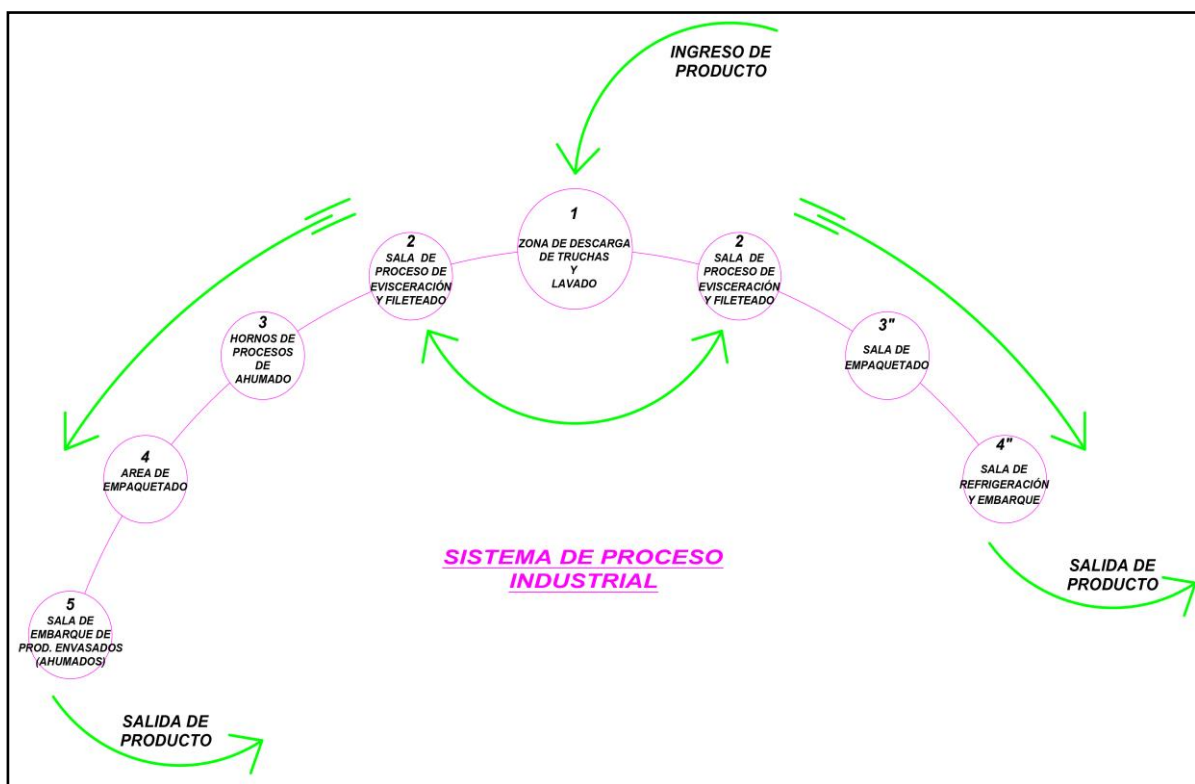 INGRESO DE
PRODUCTO
1
ZONA DE DESCARGA
DE TRUCHAS
Y
LAVADO
2
SALA DE
PROCESO DE
EVISCERACIÓN
Y FILETEADO
2
SALA DE
PROCESO DE
EVISCERACIÓN
Y FILETEADO
3
HORNOS DE
PROCESOS
DE
AHUMADO
3"
SALA DE
EMPAQUETADO
4
AREA DE
EMPAQUETADO
4"
SALA DE
REFRIGERACIÓN
Y EMBARQUE
SISTEMA DE PROCESO
INDUSTRIAL
SALIDA DE
PRODUCTO
5
SALA DE
EMBARQUE DE
PROD. ENVASADOS
(AHUMADOS)
SALIDA DE
PRODUCTO